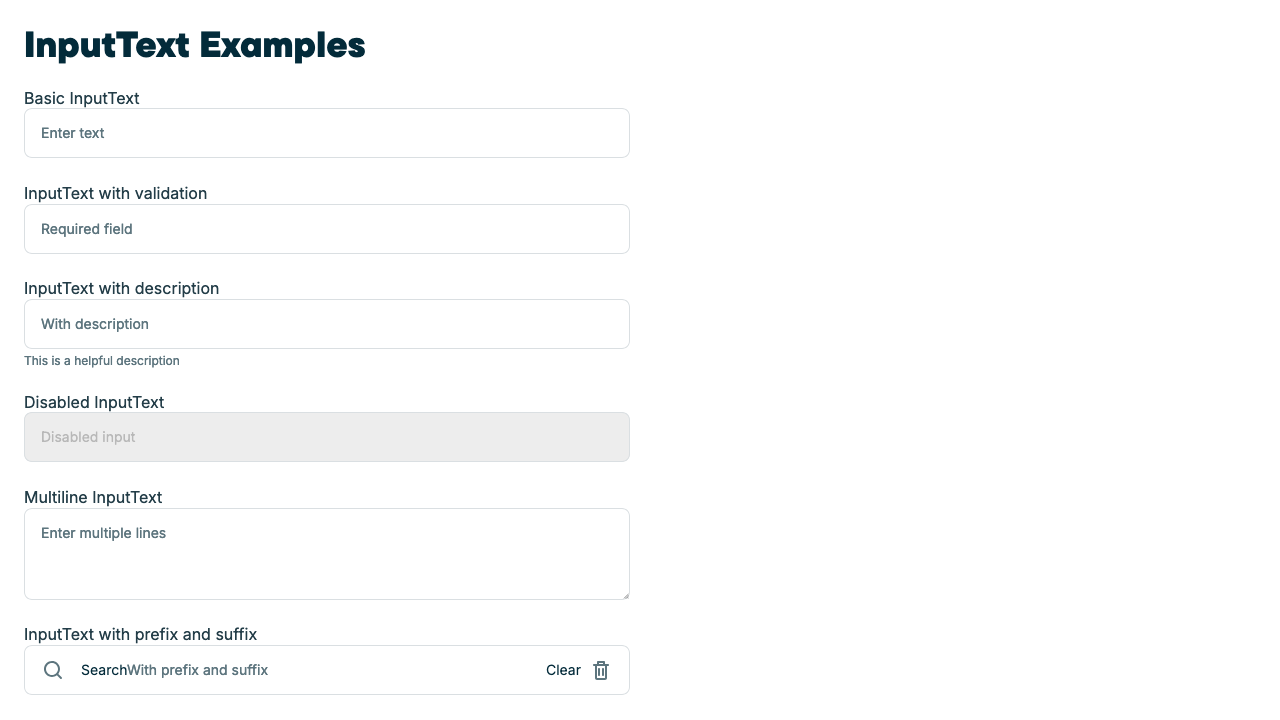 InputText Examples
Basic InputText
Enter text
InputText with validation
Required field
InputText with description
With description
This is a helpful description
Disabled InputText
Disabled input
Multiline InputText
Enter multiple lines
InputText with prefix and suffix
SearchWith prefix and suffix Clear